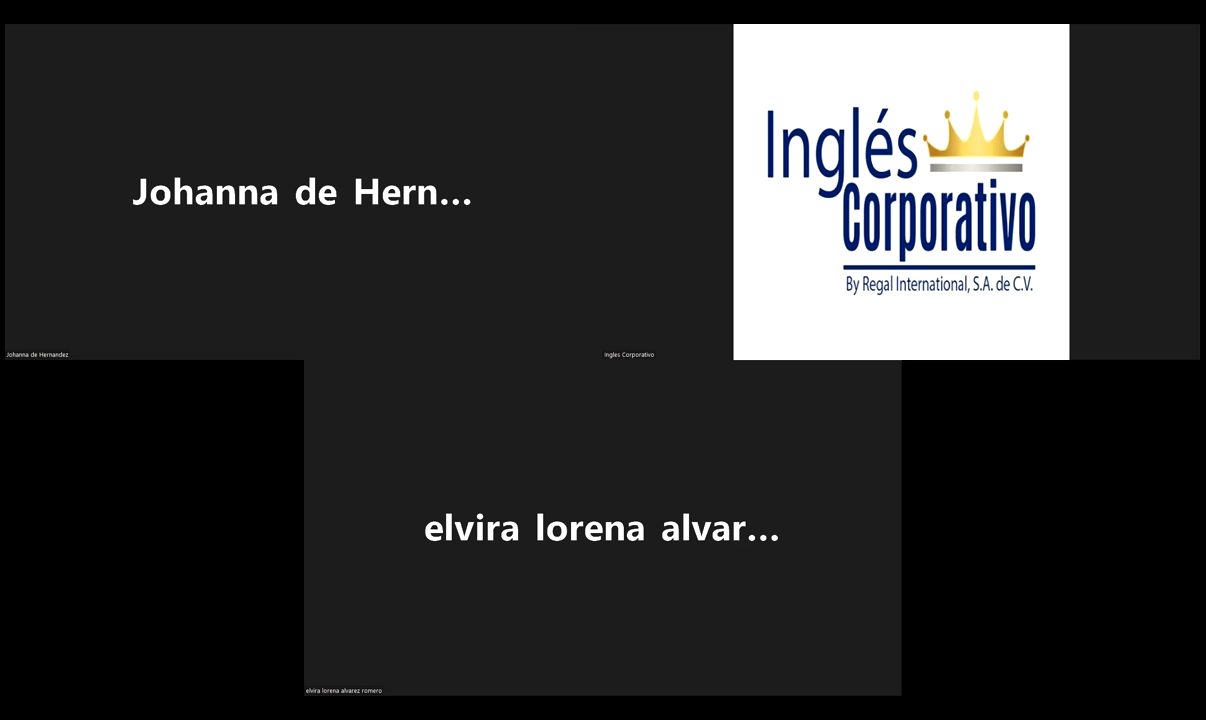 Johanna de Hern...
Inglés
Corporativo
By Regal International, S.A. de C.V.
Johanna de Hernandez
Ingles Corporativo
elvira lorena alvar...
elvira lorena alvarez romero